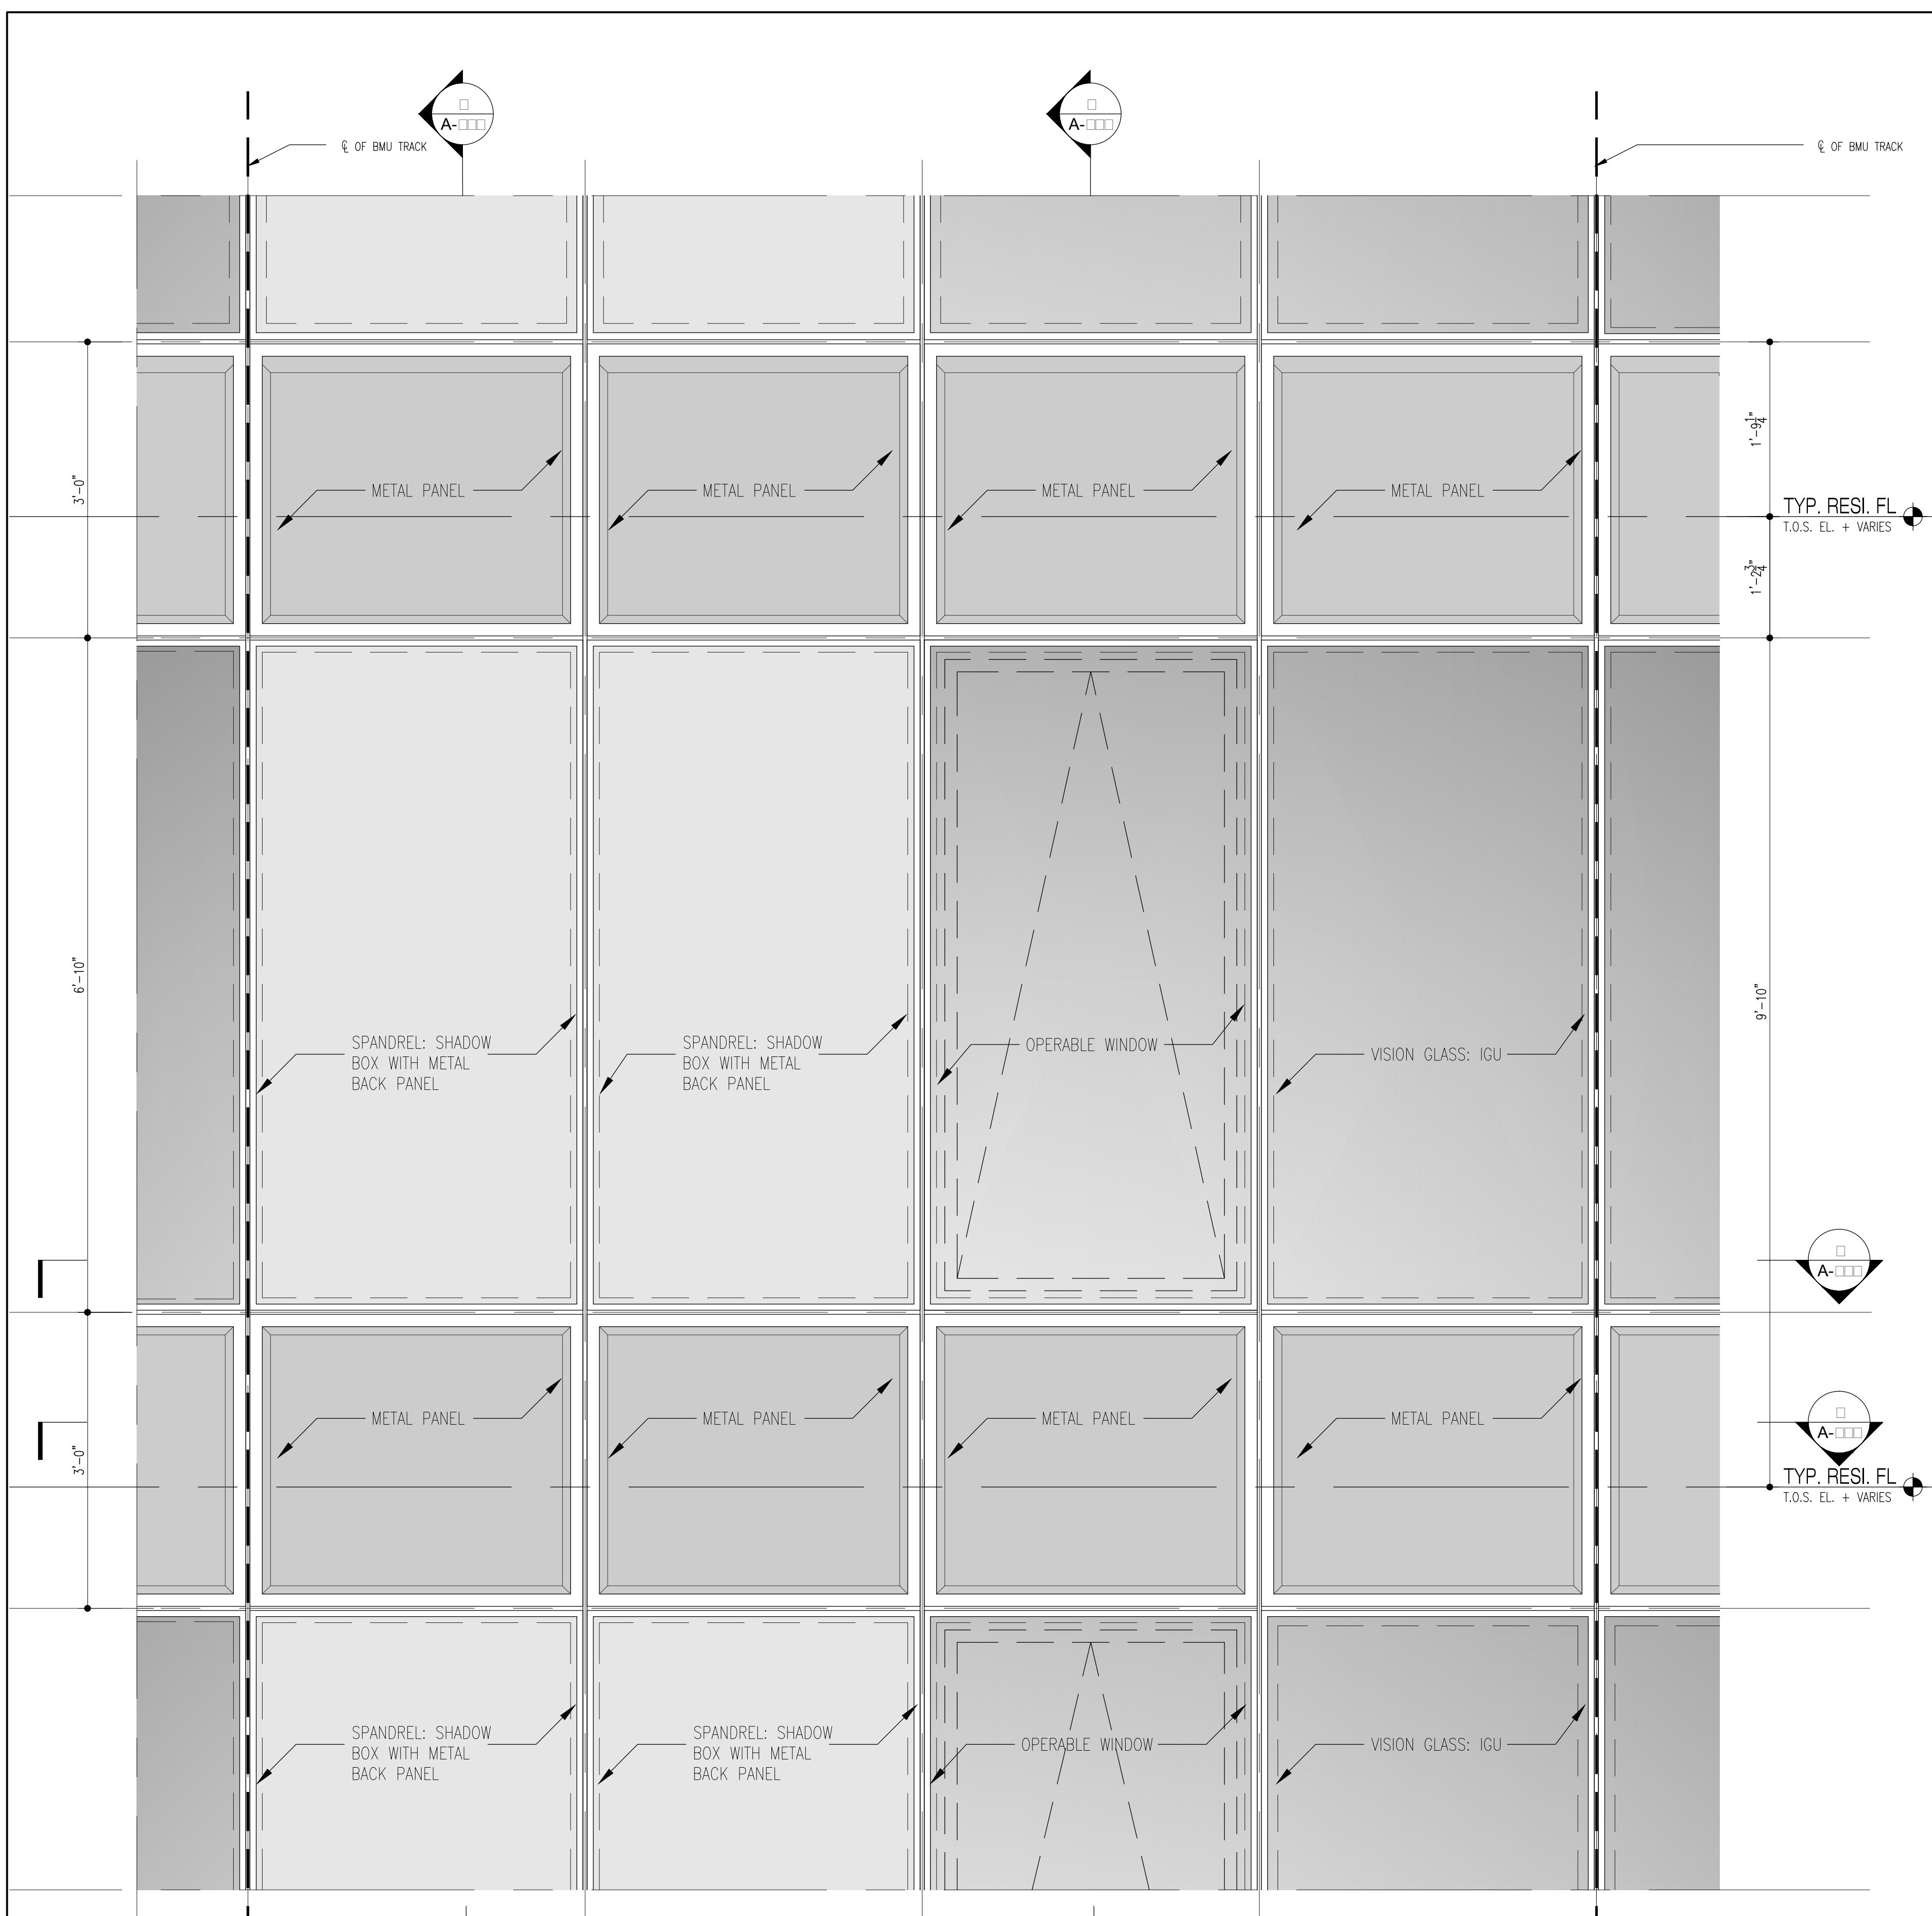 ℄ OF BMU TRACK
A-□□□
A-□□□
℄ OF BMU TRACK
3'-0"
METAL PANEL
METAL PANEL
METAL PANEL
METAL PANEL
1'-9 1/4"
TYP. RESI. FL
T.O.S. EL. + VARIES
1'-2 3/4"
6'-10"
SPANDREL: SHADOW
BOX WITH METAL
BACK PANEL
SPANDREL: SHADOW
BOX WITH METAL
BACK PANEL
OPERABLE WINDOW
VISION GLASS: IGU
9'-10"
A-□□□
3'-0"
METAL PANEL
METAL PANEL
METAL PANEL
METAL PANEL
A-□□□
TYP. RESI. FL
T.O.S. EL. + VARIES
SPANDREL: SHADOW
BOX WITH METAL
BACK PANEL
SPANDREL: SHADOW
BOX WITH METAL
BACK PANEL
OPERABLE WINDOW
VISION GLASS: IGU